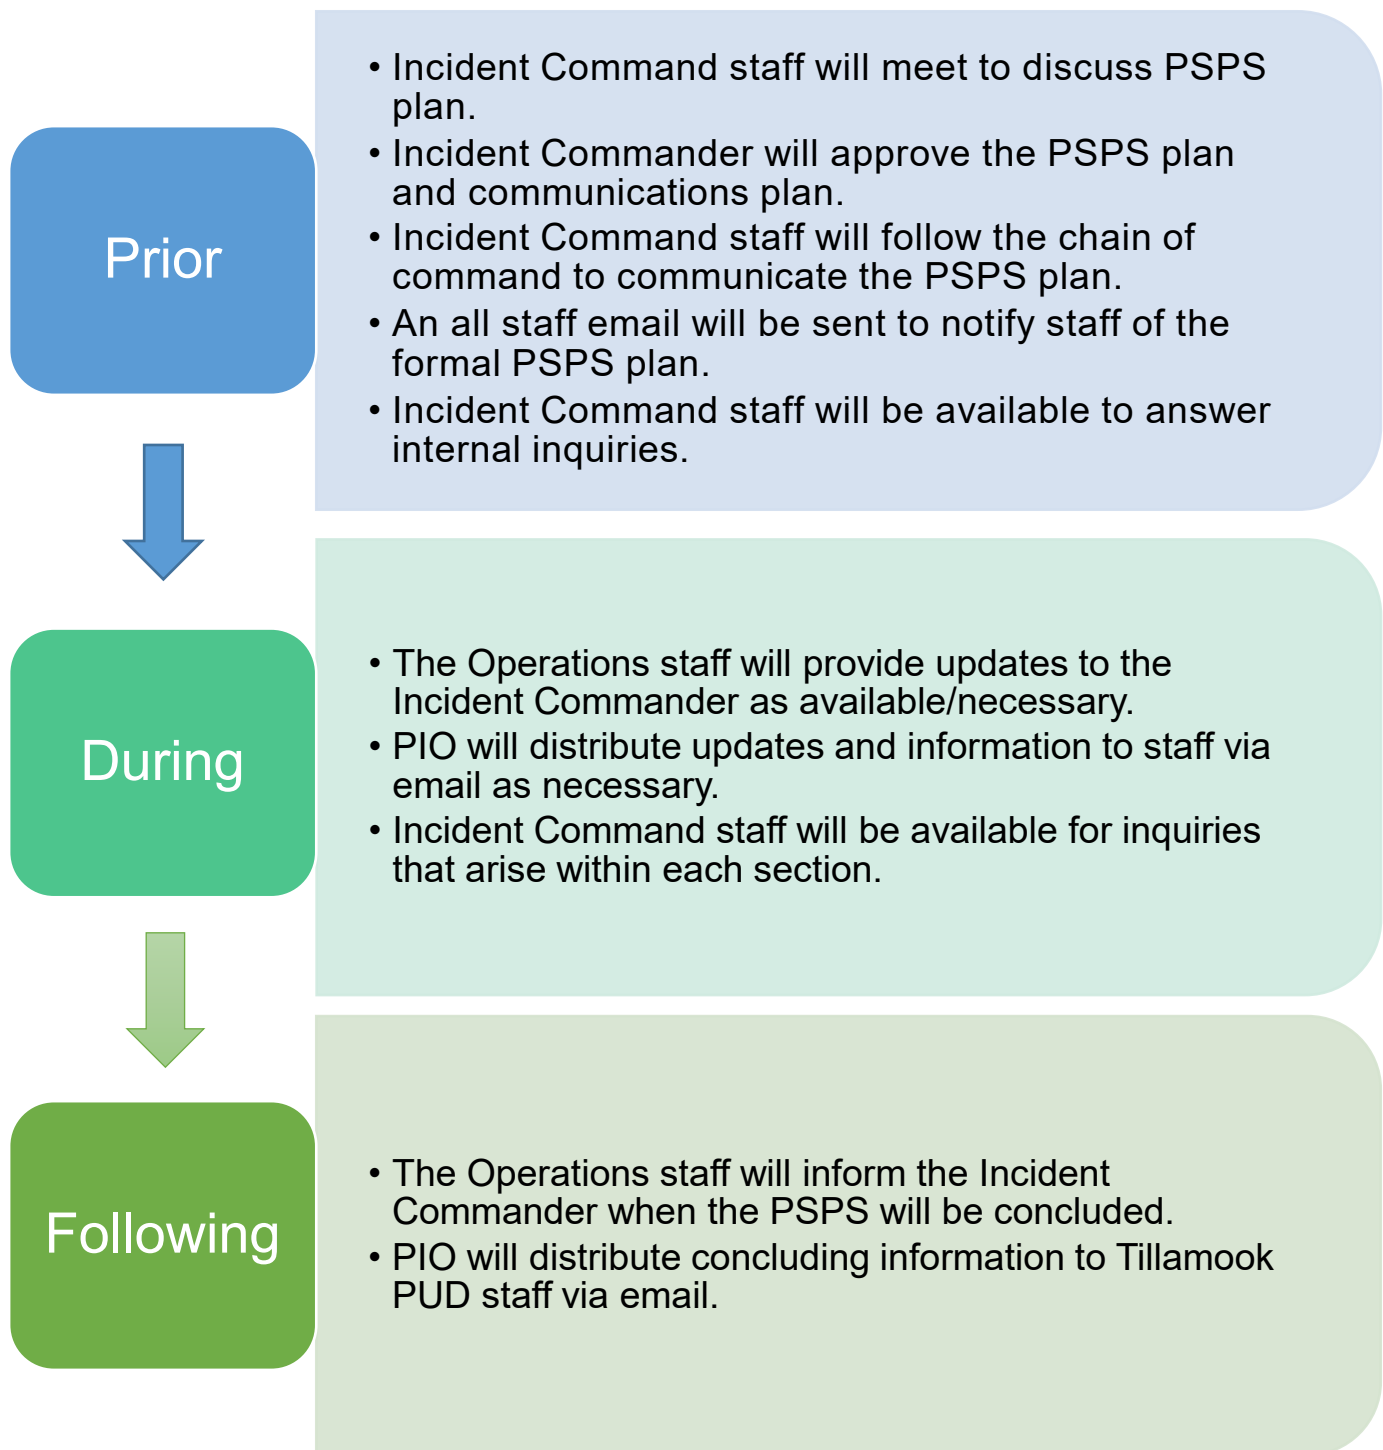 Prior
• Incident Command staff will meet to discuss PSPS
plan.
• Incident Commander will approve the PSPS plan
and communications plan.
• Incident Command staff will follow the chain of
command to communicate the PSPS plan.
• An all staff email will be sent to notify staff of the
formal PSPS plan.
• Incident Command staff will be available to answer
internal inquiries.
During
• The Operations staff will provide updates to the
Incident Commander as available/necessary.
• PIO will distribute updates and information to staff via
email as necessary.
• Incident Command staff will be available for inquiries
that arise within each section.
Following
• The Operations staff will inform the Incident
Commander when the PSPS will be concluded.
• PIO will distribute concluding information to Tillamook
PUD staff via email.